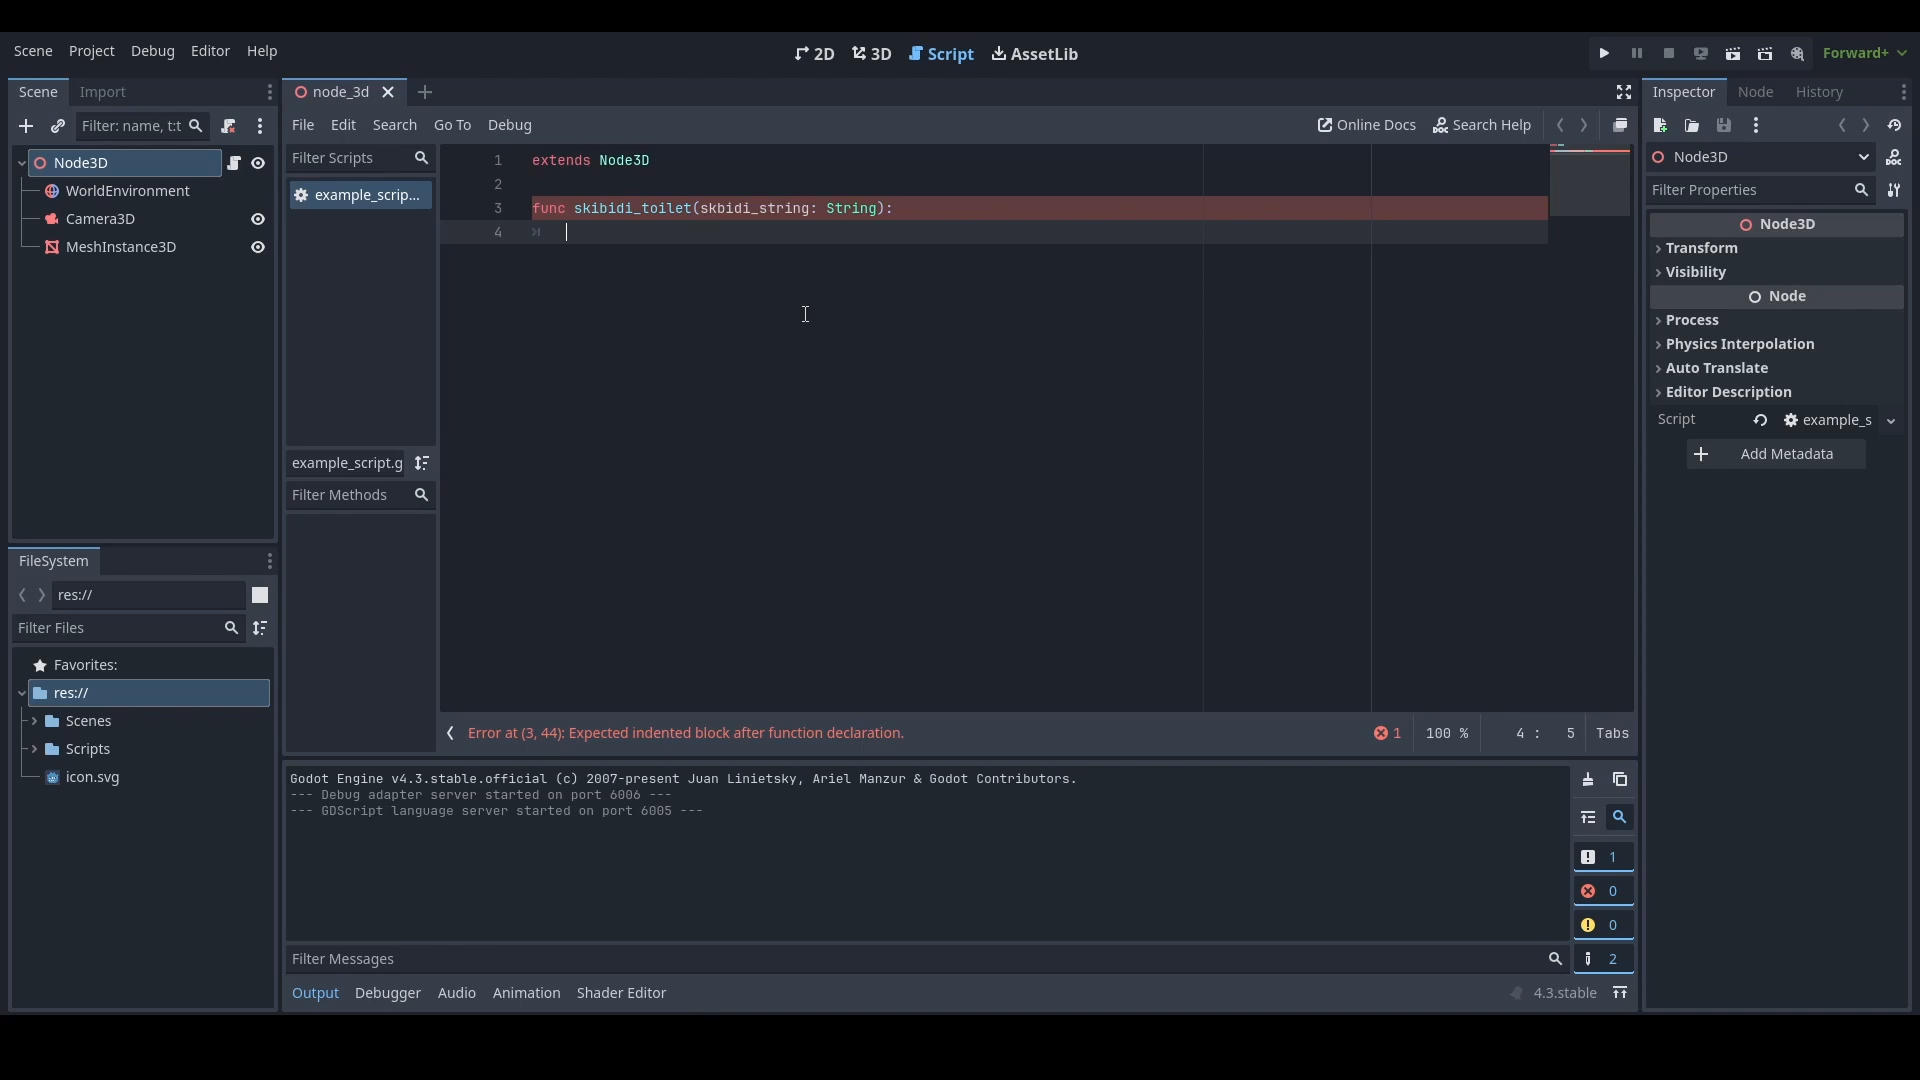 Scene Project Debug Editor Help
2D 3D Script AssetLib
Forward+
Scene Import
Filter: name, t:t
Node3D
WorldEnvironment
Camera3D
MeshInstance3D
FileSystem
res://
Filter Files
Favorites:
res://
Scenes
Scripts
icon.svg
node_3d
File Edit Search Go To Debug
Online Docs Search Help
Filter Scripts
example_scrip...
example_script.g
Filter Methods
1 extends Node3D
2
3 func skibidi_toilet(skbidi_string: String):
4
Error at (3, 44): Expected indented block after function declaration.
1 100 % 4 : 5 Tabs
Godot Engine v4.3.stable.official (c) 2007-present Juan Linietsky, Ariel Manzur & Godot Contributors.
--- Debug adapter server started on port 6006 ---
--- GDScript language server started on port 6005 ---
1
0
0
2
Filter Messages
Output Debugger Audio Animation Shader Editor
4.3.stable
Inspector Node History
Node3D
DOC
Filter Properties
Node3D
Transform
Visibility
Node
Process
Physics Interpolation
Auto Translate
Editor Description
Script example_s
Add Metadata